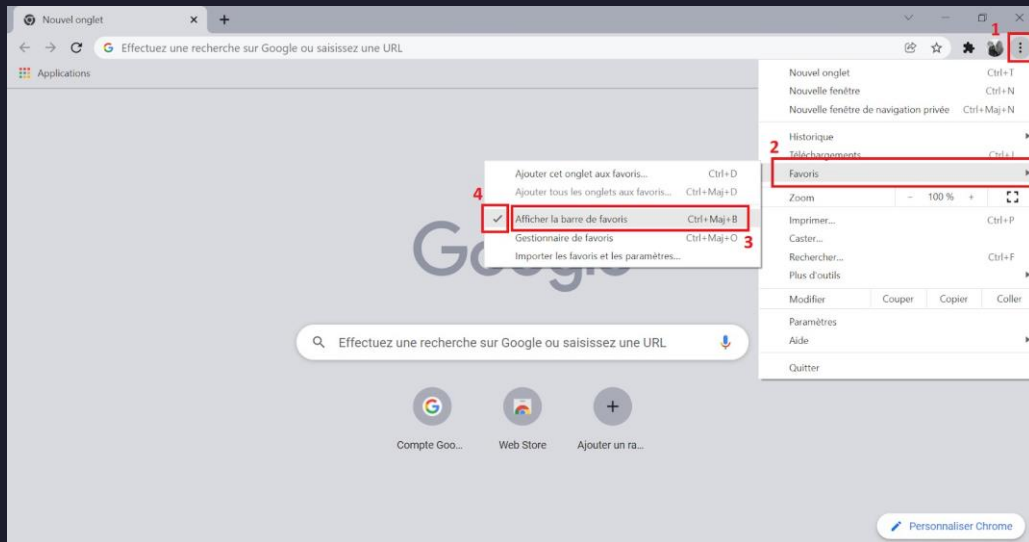 Nouvel onglet
1
Effectuez une recherche sur Google ou saisissez une URL
Applications
Nouvel onglet Ctrl+T
Nouvelle fenêtre Ctrl+N
Nouvelle fenêtre de navigation privée Ctrl+Maj+N
Historique
2
Téléchargements Ctrl+J
Favoris
Zoom - 100 % +
Imprimer... Ctrl+P
Caster...
Rechercher... Ctrl+F
Plus d'outils
Modifier Couper Copier Coller
Paramètres
Aide
Quitter
Ajouter cet onglet aux favoris... Ctrl+D
Ajouter tous les onglets aux favoris... Ctrl+Maj+D
4
Afficher la barre de favoris Ctrl+Maj+B
Gestionnaire de favoris Ctrl+Maj+O
3
Importer les favoris et les paramètres...
Google
Effectuez une recherche sur Google ou saisissez une URL
Compte Goo... Web Store Ajouter un ra...
Personnaliser Chrome